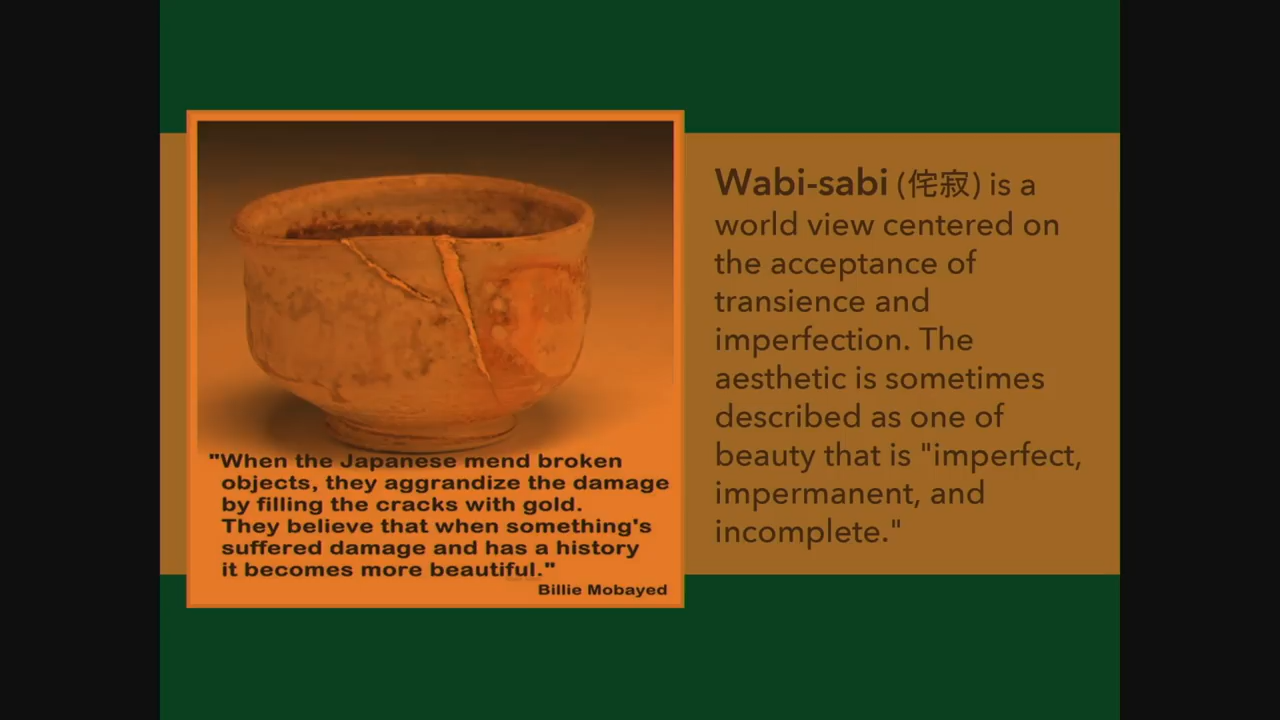 "When the Japanese mend broken
objects, they aggrandize the damage
by filling the cracks with gold.
They believe that when something's
suffered damage and has a history
it becomes more beautiful."
Billie Mobayed
Wabi-sabi (侘寂) is a
world view centered on
the acceptance of
transience and
imperfection. The
aesthetic is sometimes
described as one of
beauty that is "imperfect,
impermanent, and
incomplete."